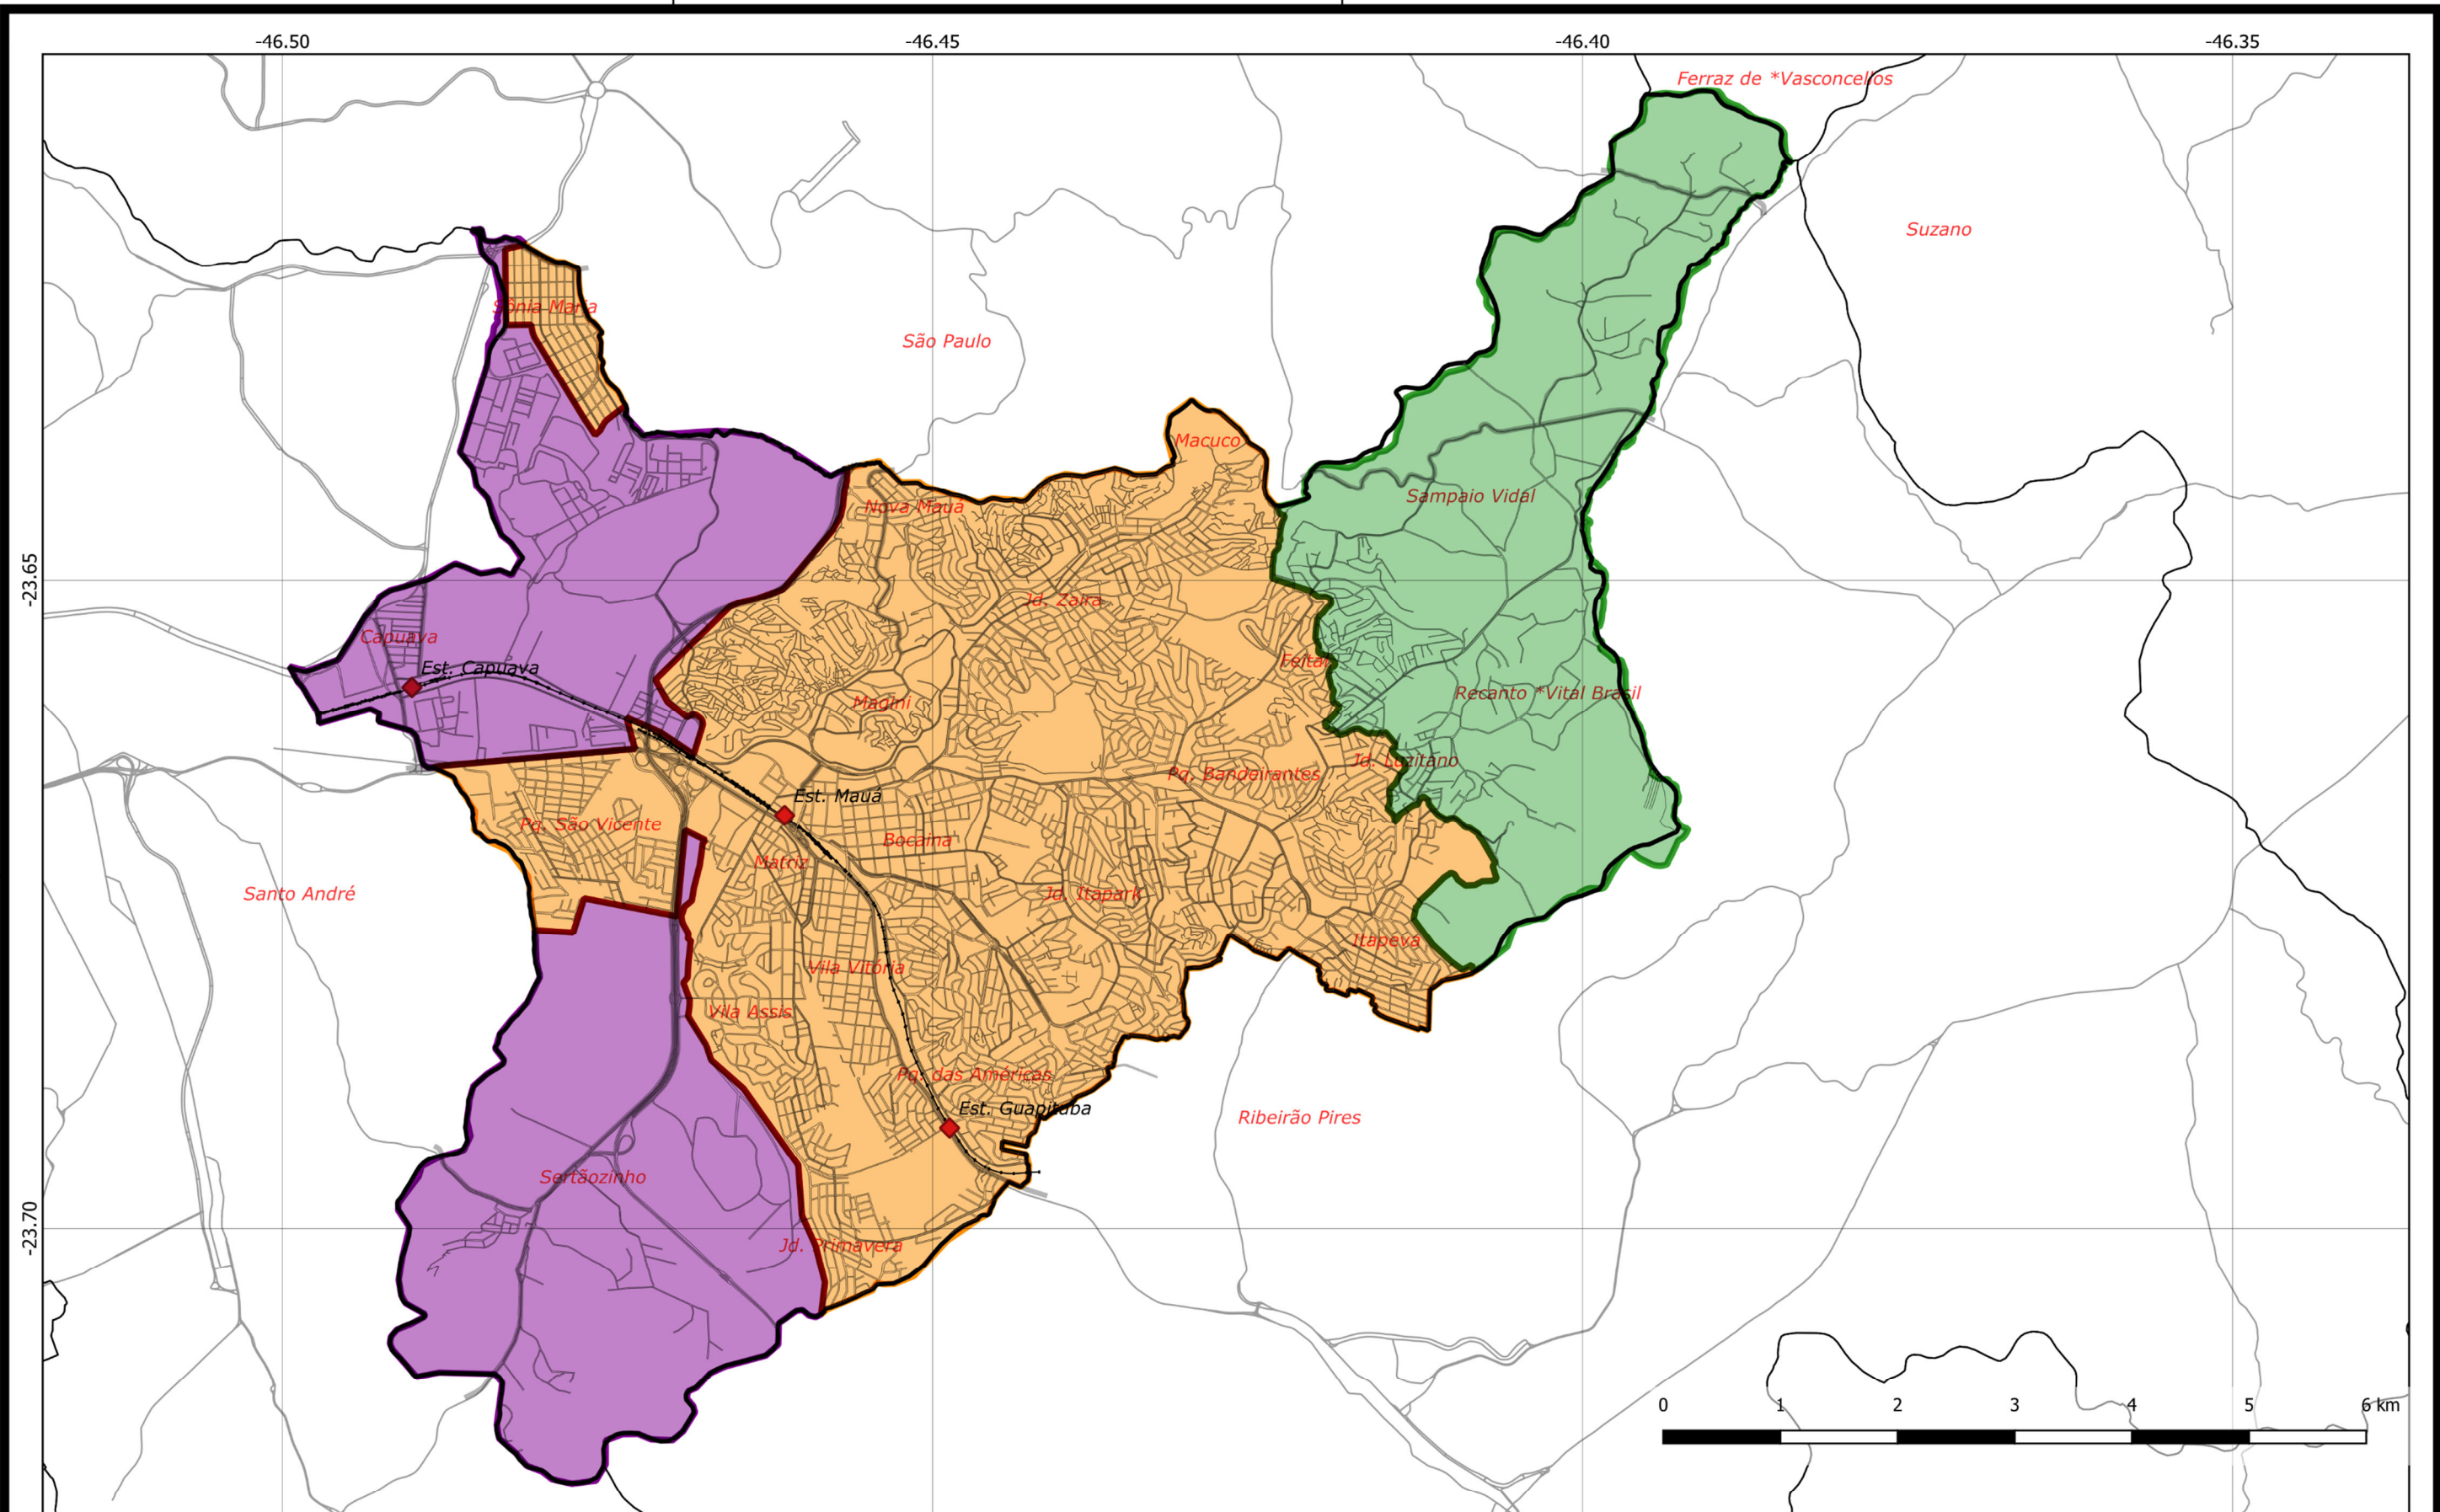 -46.50
-46.45
-46.40
-46.35
Ferraz de *Vasconcellos
Suzano
Sônia Maria
São Paulo
Macuco
Sampaio Vidal
Nova Mauá
-23.65
Jd. Zaira
Capuava
Est. Capuava
Feital
Recanto *Vital Brasil
Magini
Jd. Luzitano
Pq. Bandeirantes
Est. Mauá
Pq. São Vicente
Bocaina
Matriz
Santo André
Jd. Itapark
Itapeva
Vila Vitória
Vila Assis
Pq. das Américas
Est. Guapituba
Ribeirão Pires
Sertãozinho
-23.70
Jd. Primavera
0 1 2 3 4 5 6 km